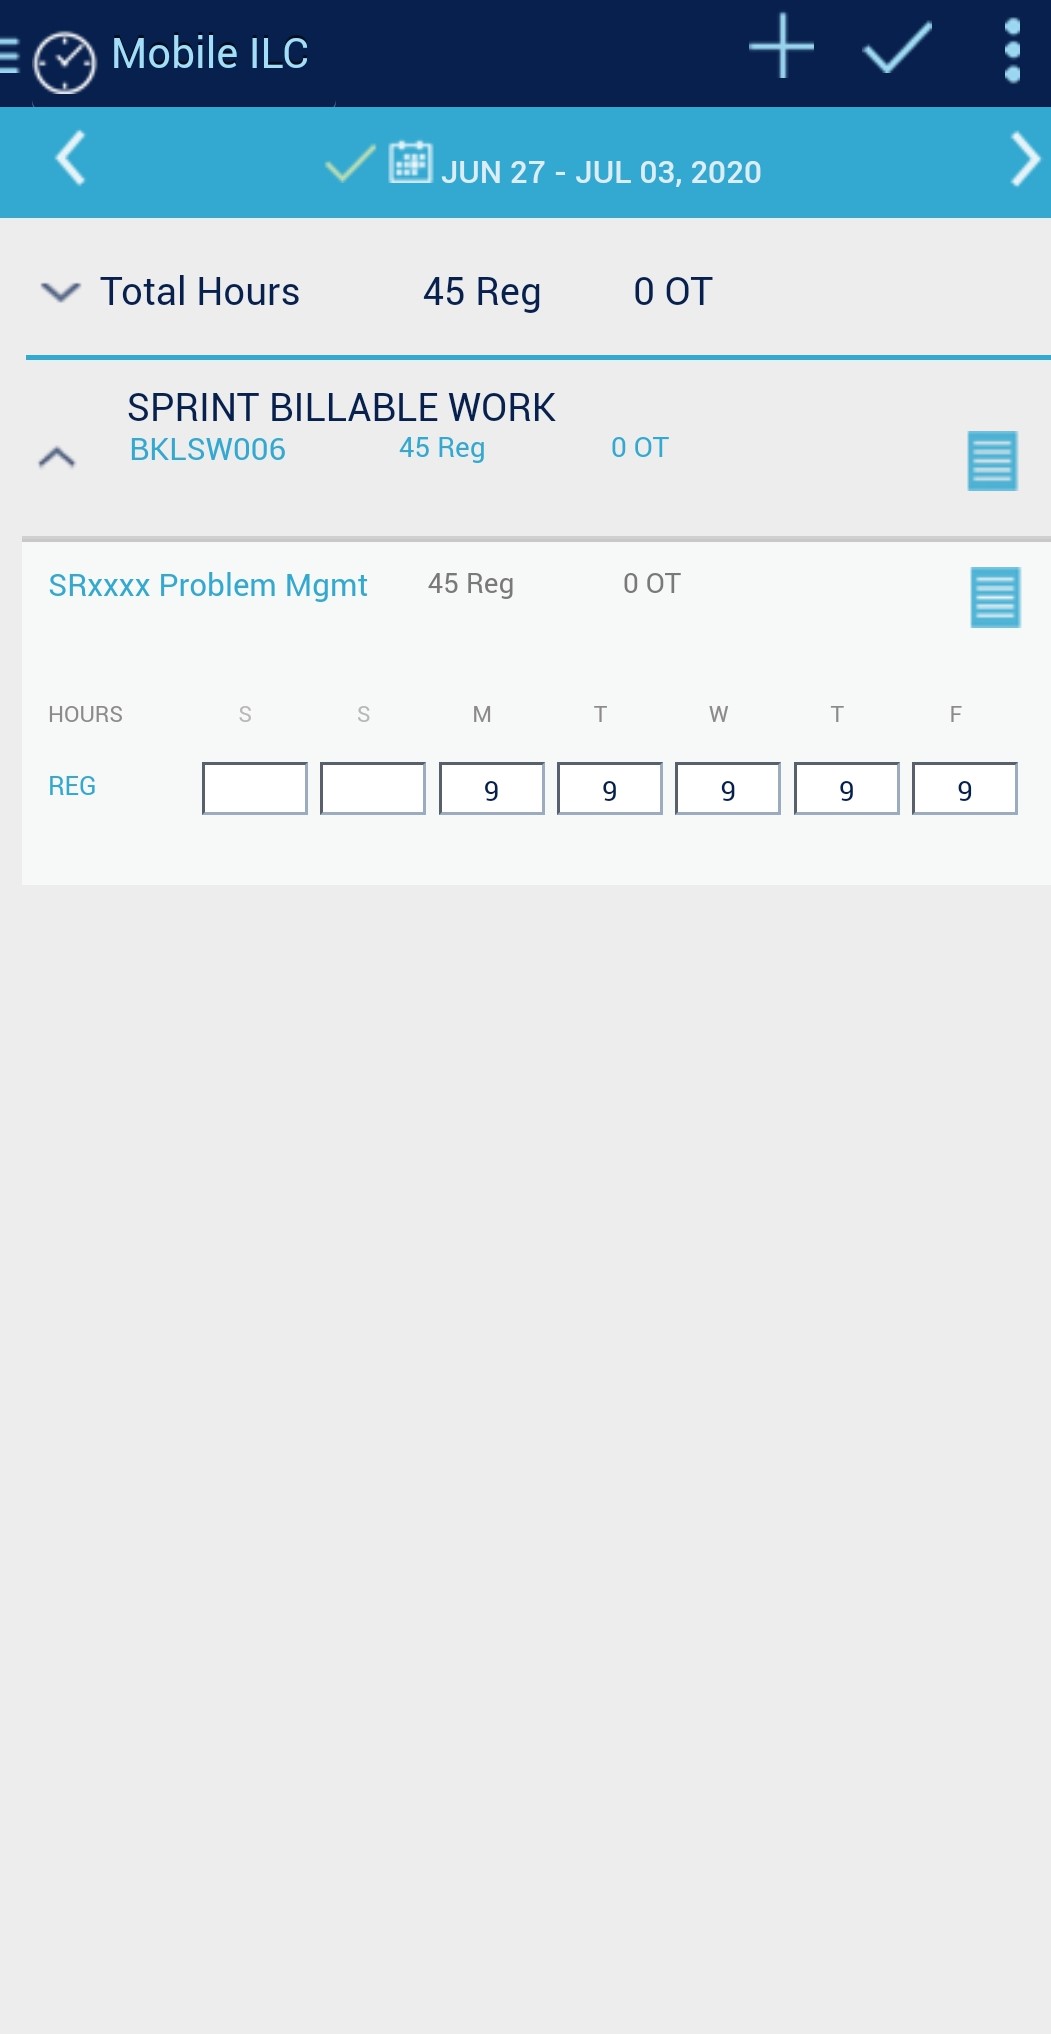 Mobile ILC
JUN 27 - JUL 03, 2020
Total Hours 45 Reg 0 OT
SPRINT BILLABLE WORK
BKLSW006 45 Reg 0 OT
SRxxxx Problem Mgmt 45 Reg 0 OT
HOURS S S M T W T F
REG 9 9 9 9 9